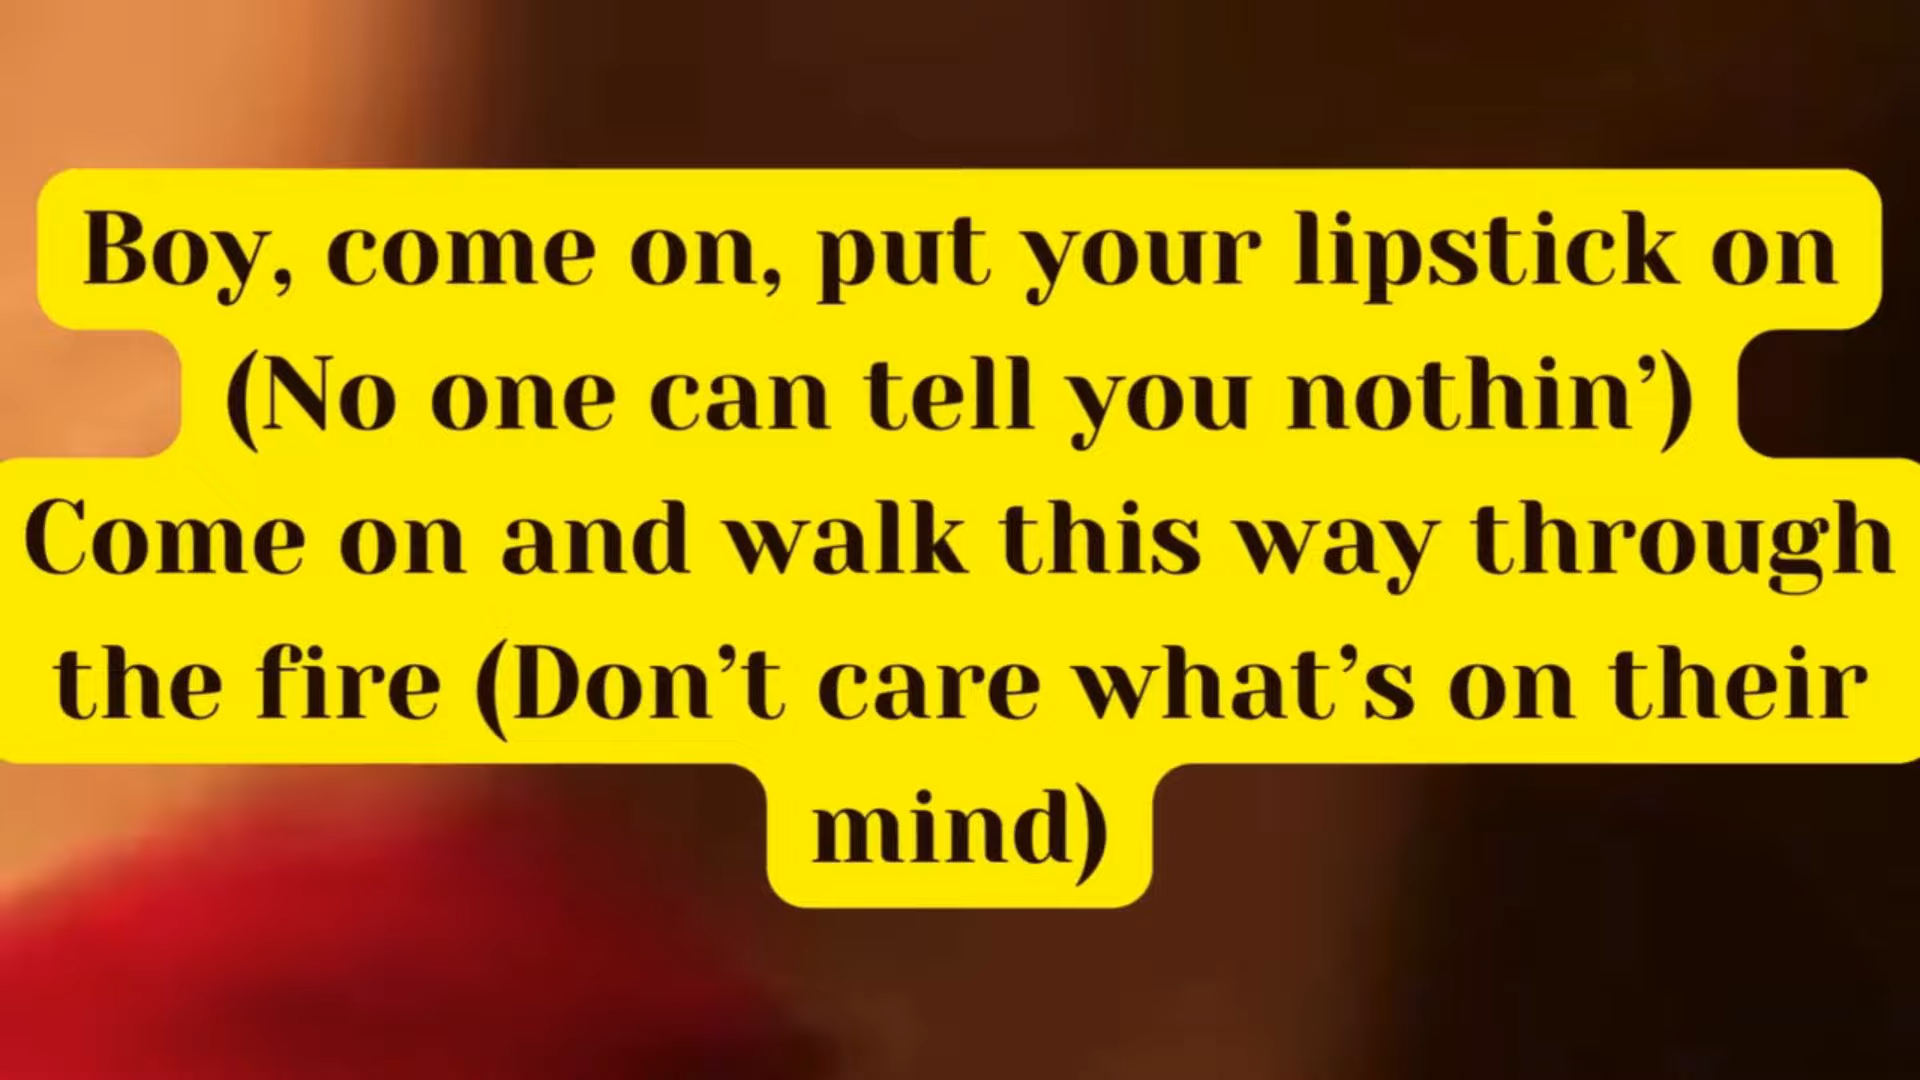 Boy, come on, put your lipstick on
(No one can tell you nothin’)
Come on and walk this way through
the fire (Don’t care what’s on their
mind)